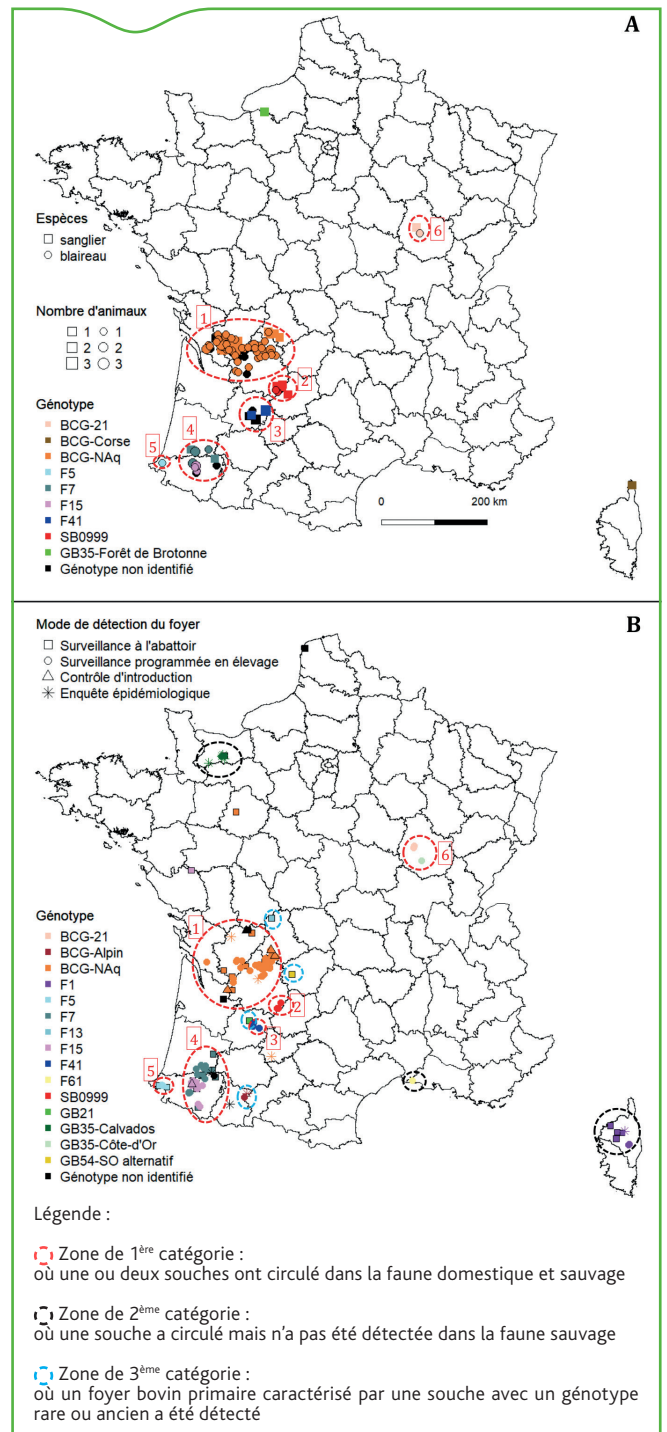 A
6
Espèces
sanglier
blaireau
Nombre d'animaux
1 1
2 2
3 3
1
2
3
4
5
Génotype
BCG-21
BCG-Corse
BCG-NAq
F5
F7
F15
F41
SB0999
GB35-Forêt de Brotonne
Génotype non identifié
0 200 km
B
Mode de détection du foyer
Surveillance à l'abattoir
Surveillance programmée en élevage
Contrôle d'introduction
Enquête épidémiologique
6
1
2
3
4
5
Génotype
BCG-21
BCG-Alpin
BCG-NAq
F1
F5
F7
F13
F15
F41
F61
SB0999
GB21
GB35-Calvados
GB35-Côte-d'Or
GB54-SO alternatif
Génotype non identifié
Légende :
Zone de 1ère catégorie :
où une ou deux souches ont circulé dans la faune domestique et sauvage
Zone de 2ème catégorie :
où une souche a circulé mais n'a pas été détectée dans la faune sauvage
Zone de 3ème catégorie :
où un foyer bovin primaire caractérisé par une souche avec un génotype
rare ou ancien a été détecté